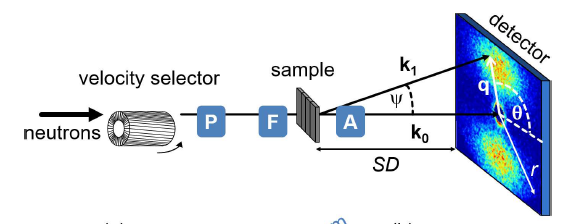 detector
sample
velocity selector
k₁
q
ψ
θ
P
F
A
neutrons
k₀
r
SD